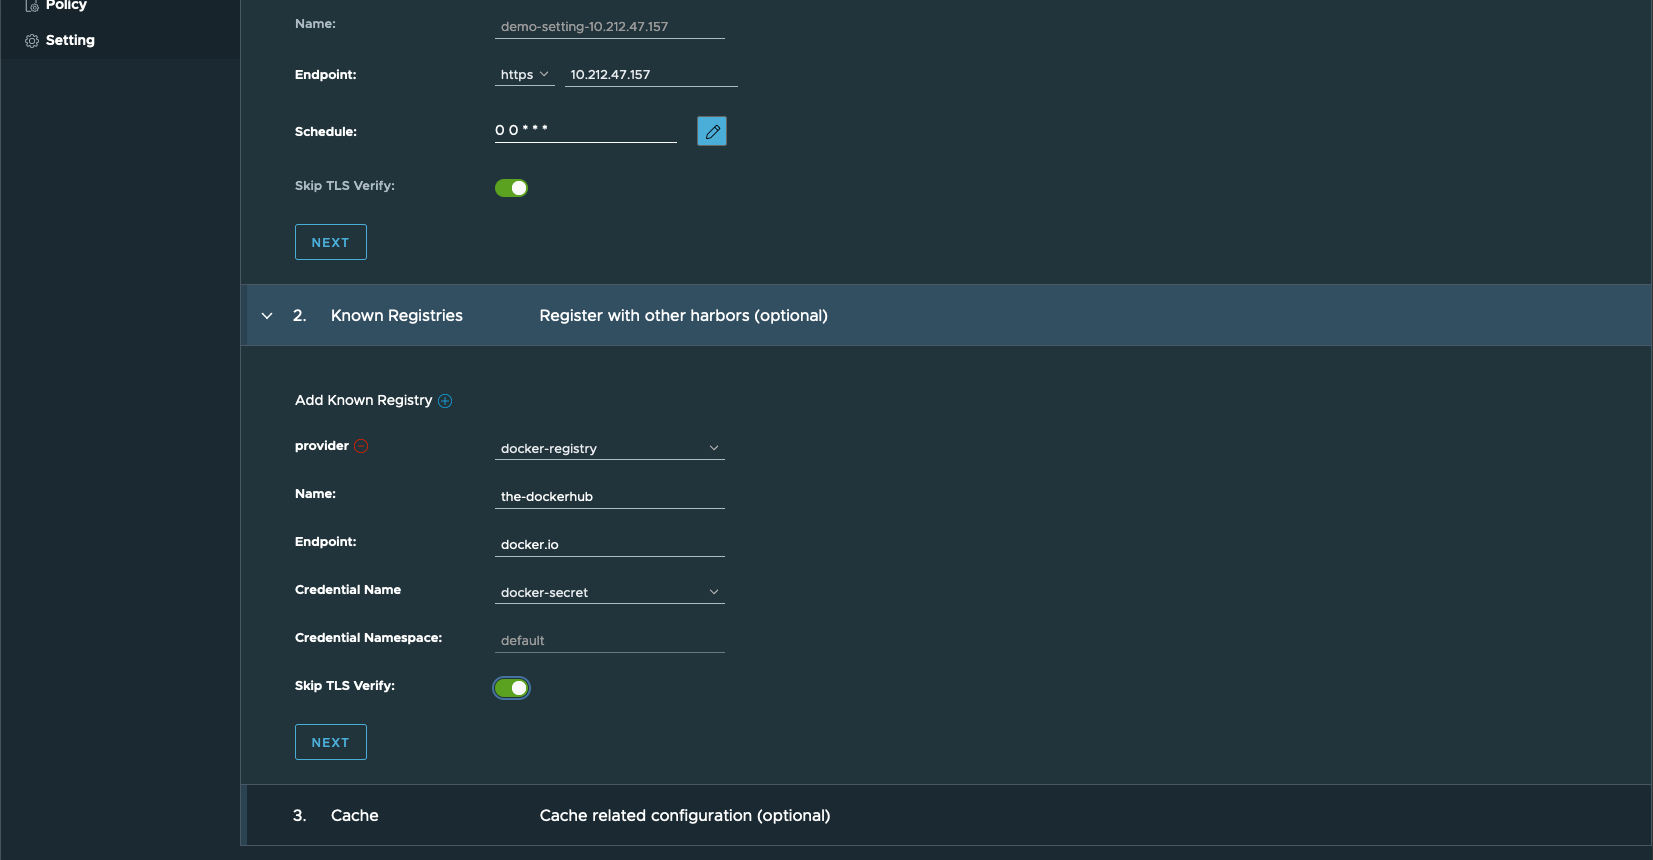 Policy
Setting
Name:
demo-setting-10.212.47.157
Endpoint:
https
10.212.47.157
Schedule:
0 0 * * *
Skip TLS Verify:
NEXT
2. Known Registries Register with other harbors (optional)
Add Known Registry
provider
docker-registry
Name:
the-dockerhub
Endpoint:
docker.io
Credential Name
docker-secret
Credential Namespace:
default
Skip TLS Verify:
NEXT
3. Cache Cache related configuration (optional)